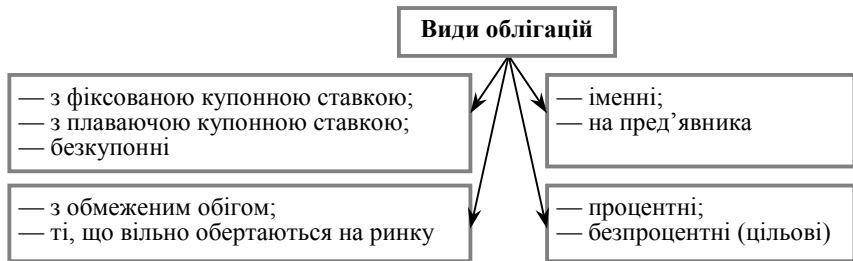 Види облігацій
— з фіксованою купонною ставкою;
— з плаваючою купонною ставкою;
— безкупонні
— іменні;
— на пред’явника
— з обмеженим обігом;
— ті, що вільно обертаються на ринку
— процентні;
— безпроцентні (цільові)